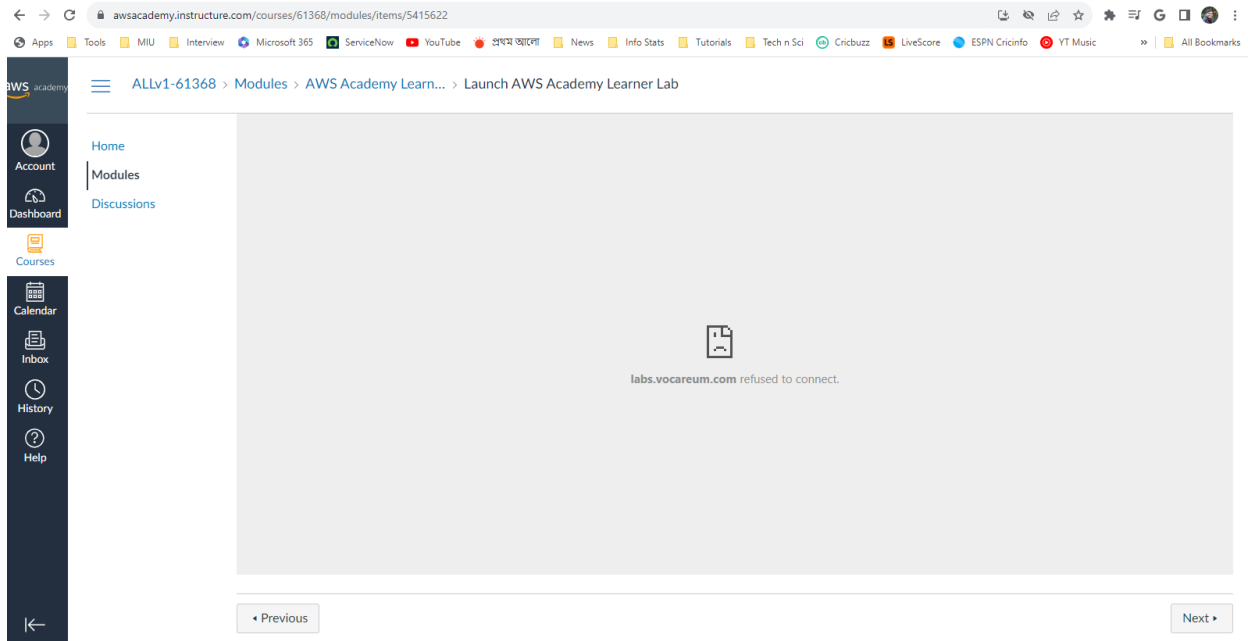 awsacademy.instructure.com/courses/61368/modules/items/5415622
Apps Tools MIU Interview Microsoft 365 ServiceNow YouTube প্রথম আলো News Info Stats Tutorials Tech n Sci Cricbuzz LiveScore ESPN Cricinfo YT Music » All Bookmarks
aws academy
ALLv1-61368 > Modules > AWS Academy Learn... > Launch AWS Academy Learner Lab
Account
Dashboard
Courses
Calendar
Inbox
History
Help
Home
Modules
Discussions
labs.vocareum.com refused to connect.
Previous
Next